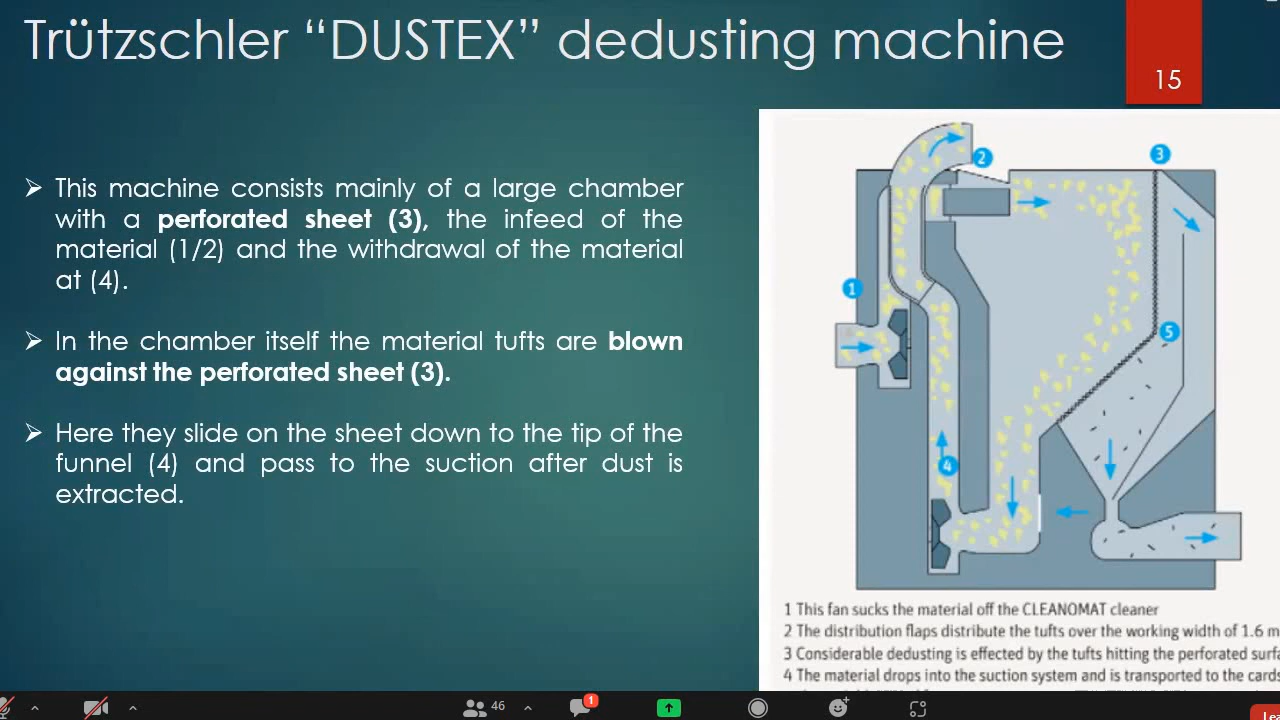 Trützschler “DUSTEX” dedusting machine
15
➢ This machine consists mainly of a large chamber
with a perforated sheet (3), the infeed of the
material (1/2) and the withdrawal of the material
at (4).
➢ In the chamber itself the material tufts are blown
against the perforated sheet (3).
➢ Here they slide on the sheet down to the tip of the
funnel (4) and pass to the suction after dust is
extracted.
2
3
1
5
4
1 This fan sucks the material off the CLEANOMAT cleaner
2 The distribution flaps distribute the tufts over the working width of 1.6 m
3 Considerable dedusting is effected by the tufts hitting the perforated
4 The material drops into the suction system and is transported to the cards
46
1